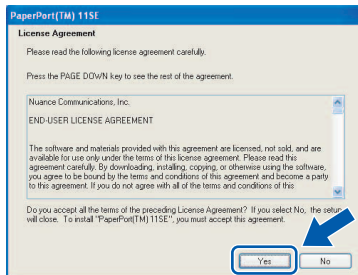 PaperPort(TM) 11SE
License Agreement
Please read the following license agreement carefully.
Press the PAGE DOWN key to see the rest of the agreement.
Nuance Communications, Inc.
END-USER LICENSE AGREEMENT
The software and materials provided with this agreement are licensed, not sold, and are
available for use only under the terms of this license agreement. Please read this
agreement carefully. By downloading, installing, copying, or otherwise using the software,
you agree to be bound by the terms and conditions of this agreement and become a party
to this agreement. If you do not agree with all of the terms and conditions of this
Do you accept all the terms of the preceding License Agreement? If you select No, the setup
will close. To install "PaperPort(TM) 11SE", you must accept this agreement.
Yes
No